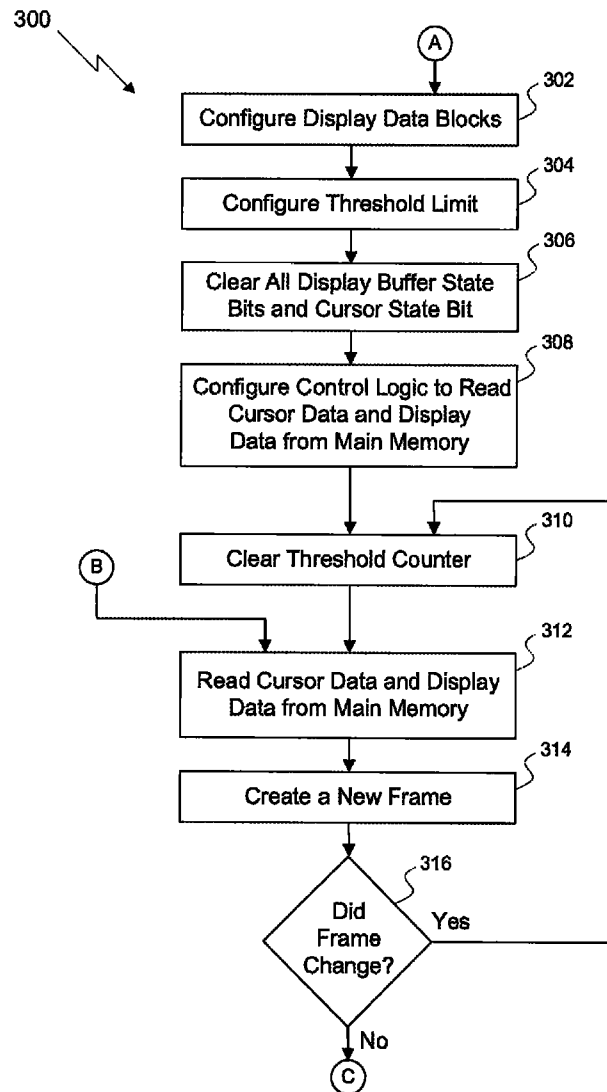 300
A
302
Configure Display Data Blocks
304
Configure Threshold Limit
306
Clear All Display Buffer State
Bits and Cursor State Bit
308
Configure Control Logic to Read
Cursor Data and Display
Data from Main Memory
310
Clear Threshold Counter
B
312
Read Cursor Data and Display
Data from Main Memory
314
Create a New Frame
316
Did
Frame
Change?
Yes
No
C